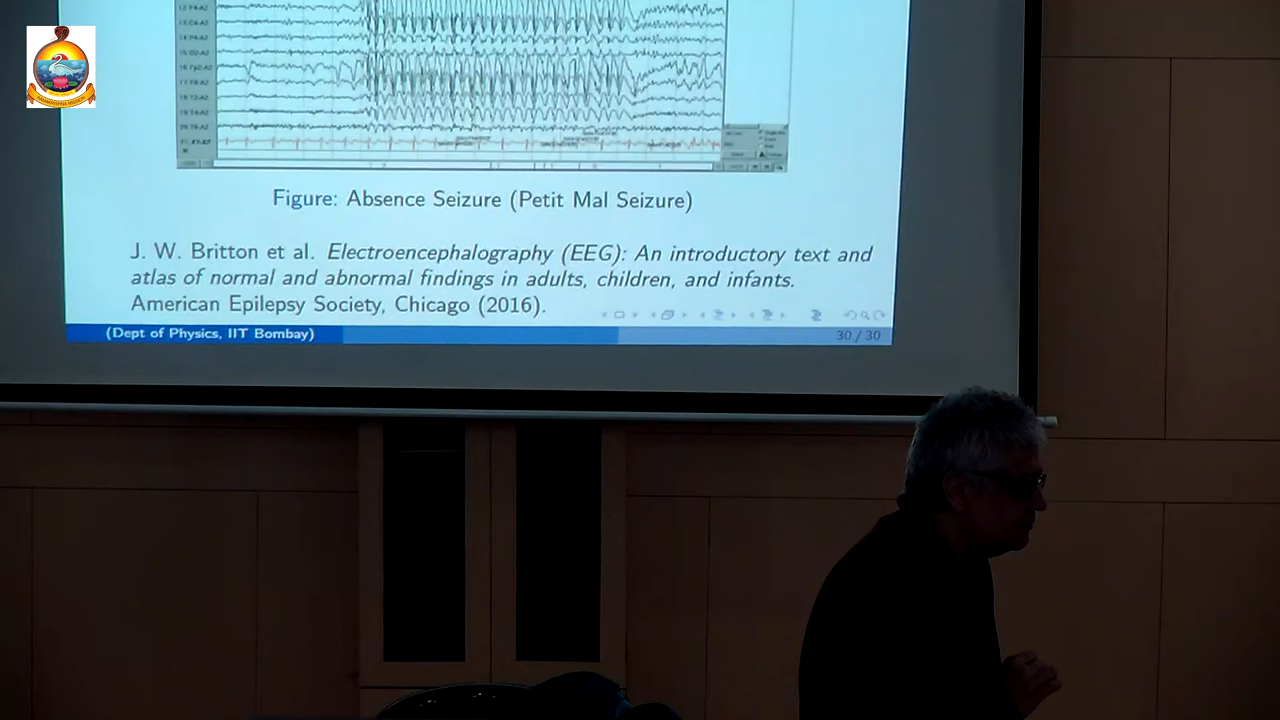 Figure: Absence Seizure (Petit Mal Seizure)
J. W. Britton et al. Electroencephalography (EEG): An introductory text and
atlas of normal and abnormal findings in adults, children, and infants.
American Epilepsy Society, Chicago (2016).
(Dept of Physics, IIT Bombay)
30 / 30